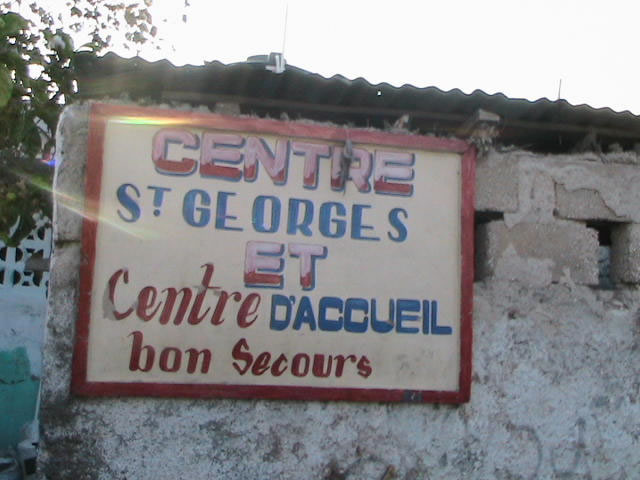 CENTRE
ST GEORGES
ET
Centre D'ACCUEIL
bon Secours